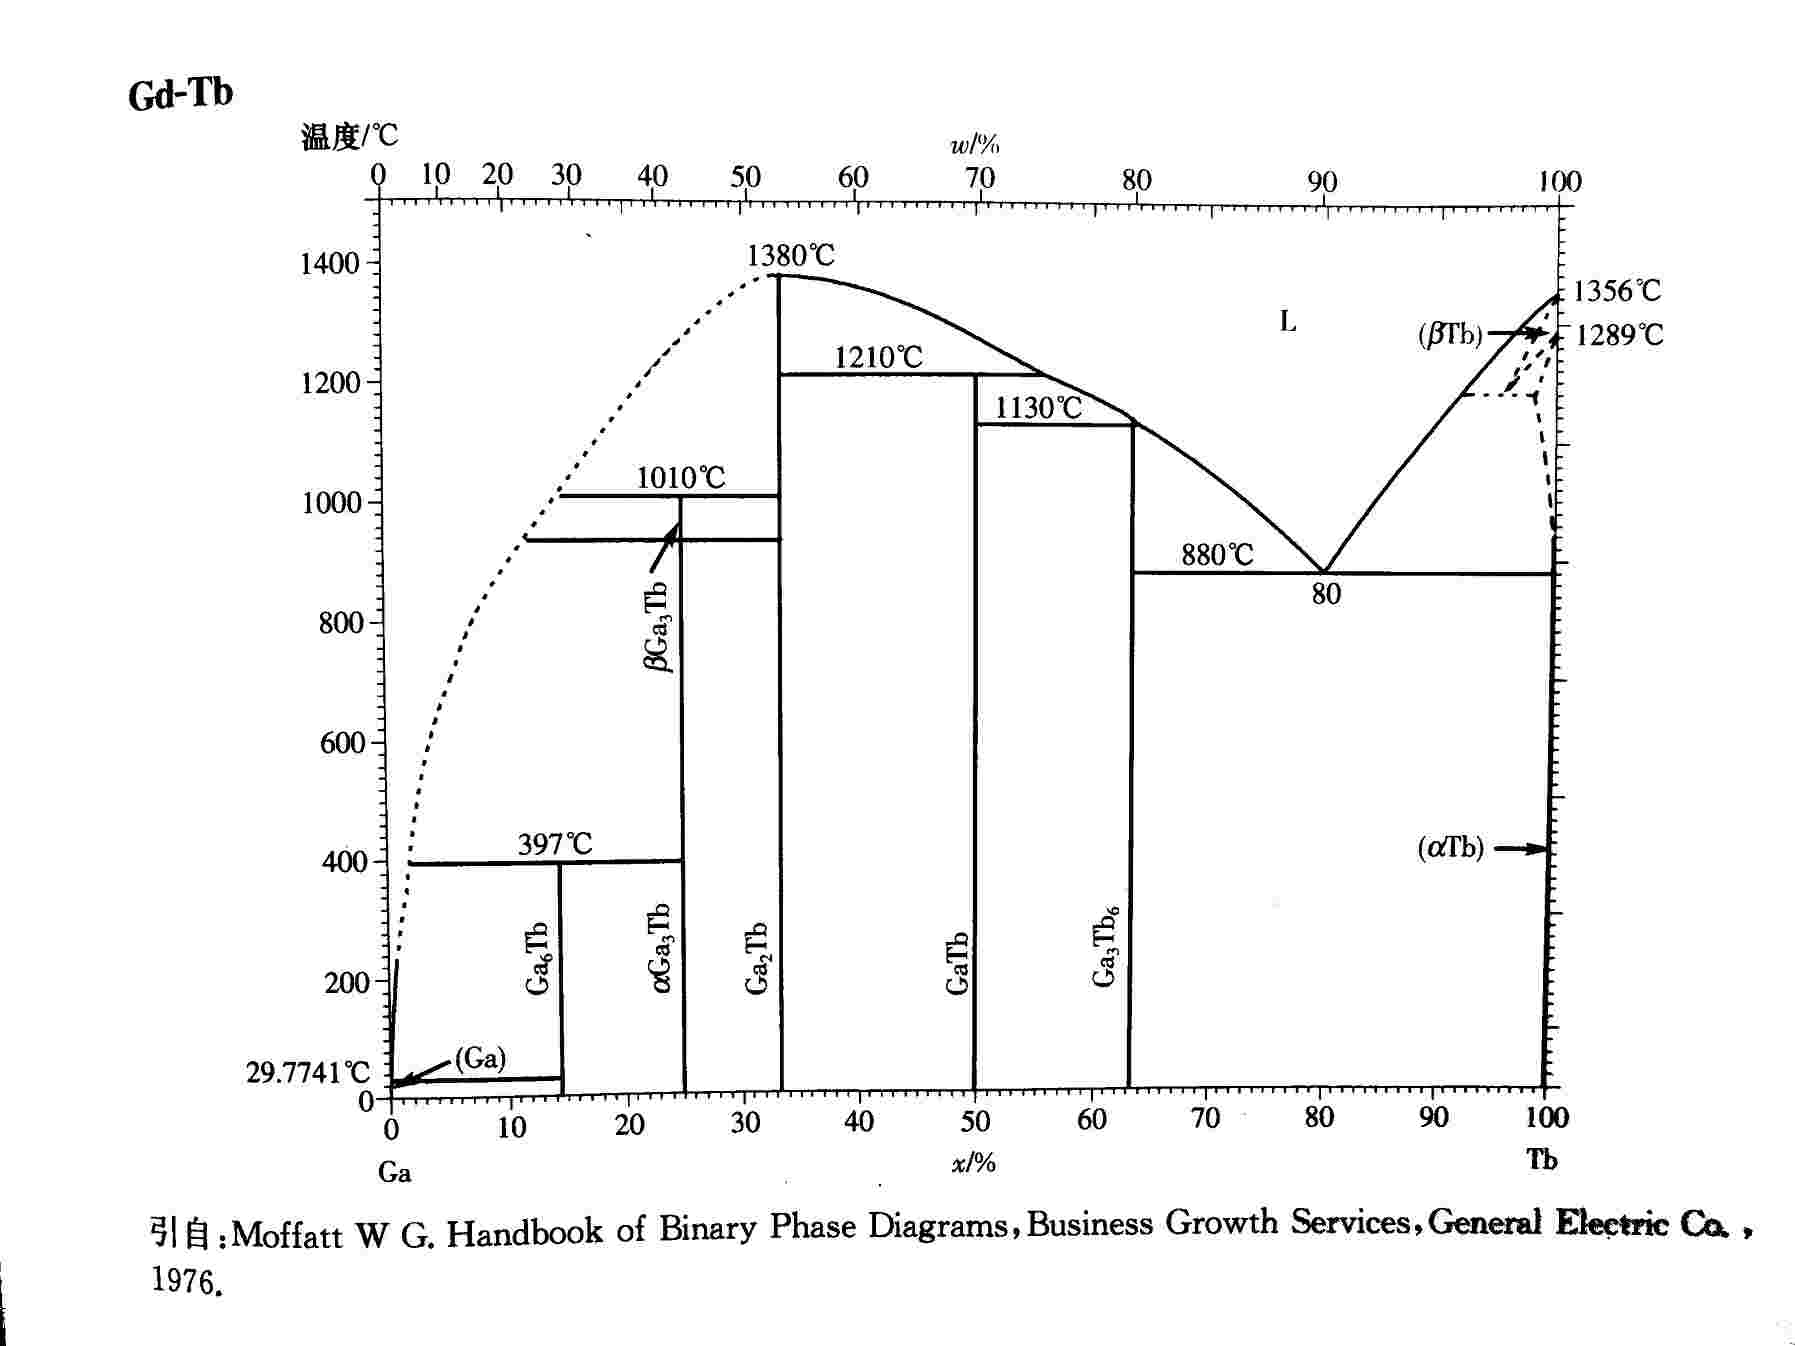 Gd-Tb
温度/℃
w/%
0 10 20 30 40 50 60 70 80 90 100
1380℃
1400
1356℃
L
(βTb)
1289℃
1210℃
1200
1130℃
1010℃
1000
880℃
80
βGa₃Tb
800
600
397℃
400
(αTb)
Ga₆Tb
αGa₃Tb
Ga₂Tb
GaTb
Ga₃Tb₆
200
(Ga)
29.7741℃
0
0 10 20 30 40 50 60 70 80 90 100
Ga x/% Tb
引自:Moffatt W G. Handbook of Binary Phase Diagrams, Business Growth Services, General Electric Co.,
1976.